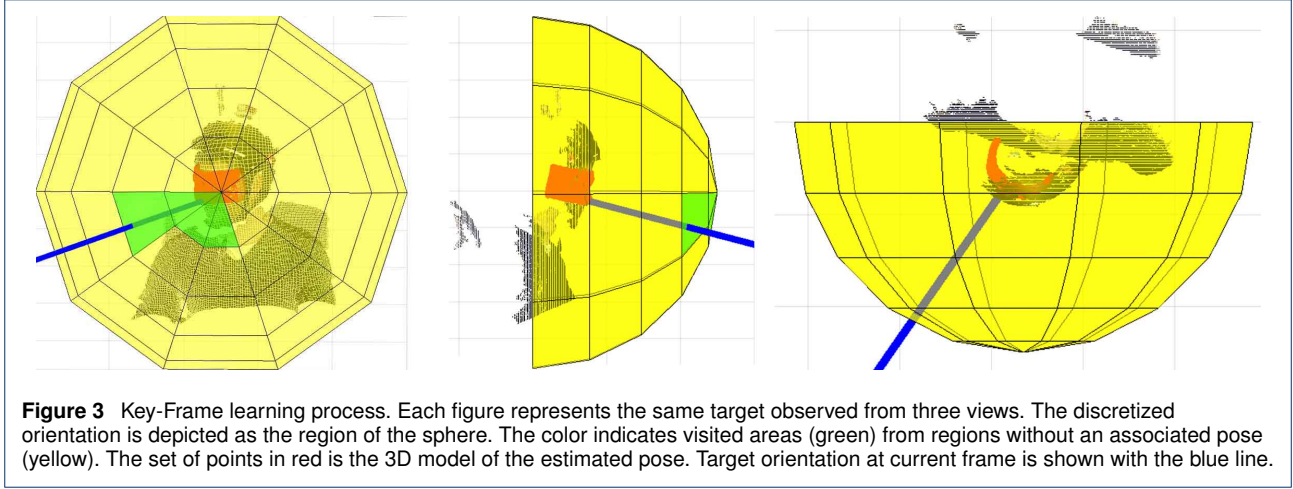 Figure 3 Key-Frame learning process. Each figure represents the same target observed from three views. The discretized
orientation is depicted as the region of the sphere. The color indicates visited areas (green) from regions without an associated pose
(yellow). The set of points in red is the 3D model of the estimated pose. Target orientation at current frame is shown with the blue line.